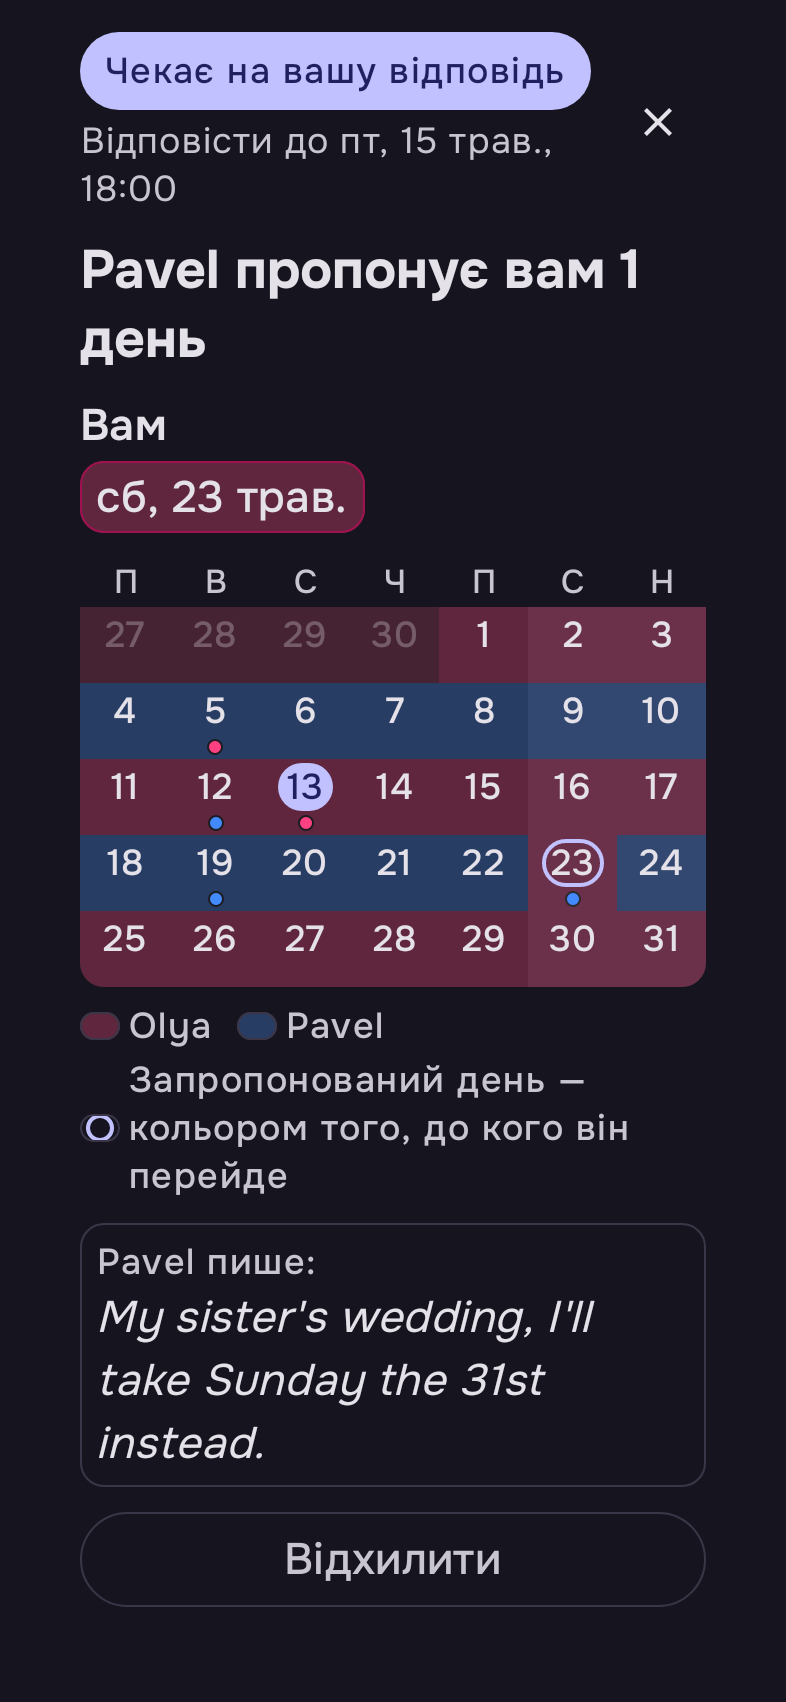 Чекає на вашу відповідь
Відповісти до пт, 15 трав.,
18:00
Pavel пропонує вам 1
день
Вам
сб, 23 трав.
П В С Ч П С Н
27 28 29 30 1 2 3
4 5 6 7 8 9 10
11 12 13 14 15 16 17
18 19 20 21 22 23 24
25 26 27 28 29 30 31
Olya Pavel
Запропонований день —
кольором того, до кого він
перейде
Pavel пише:
My sister's wedding, I'll
take Sunday the 31st
instead.
Відхилити